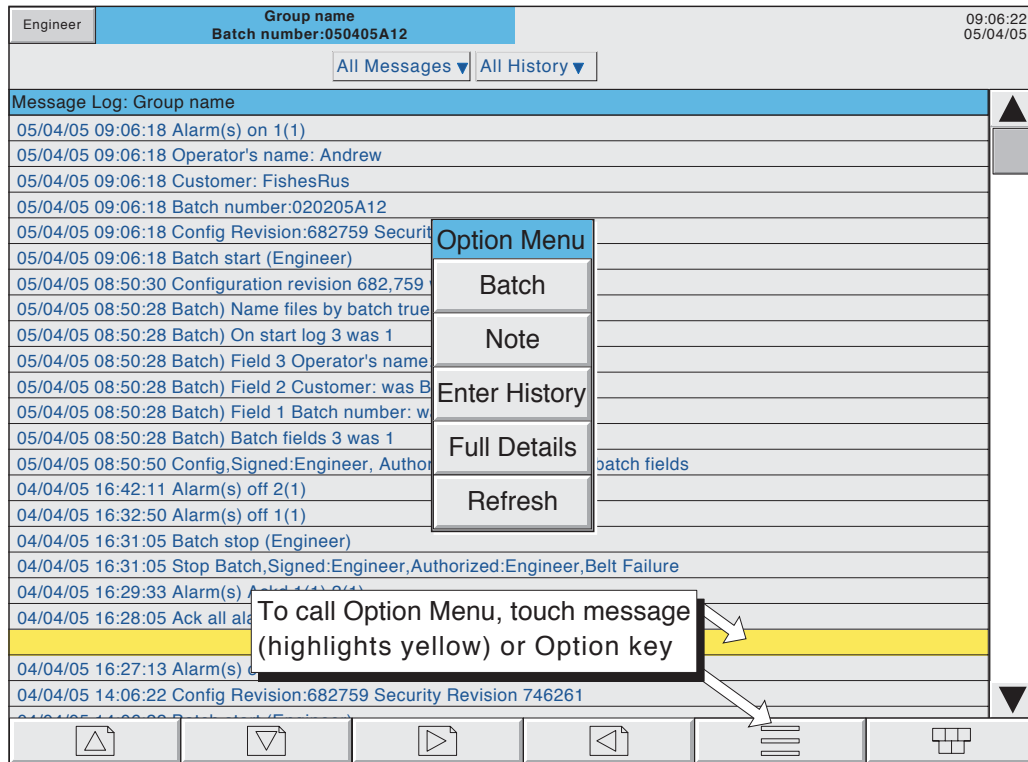 Engineer
Group name
Batch number:050405A12
09:06:22
05/04/05
All Messages ▼
All History ▼
Message Log: Group name
05/04/05 09:06:18 Alarm(s) on 1(1)
05/04/05 09:06:18 Operator's name: Andrew
05/04/05 09:06:18 Customer: FishesRus
05/04/05 09:06:18 Batch number:020205A12
05/04/05 09:06:18 Config Revision:682759 Securit
05/04/05 09:06:18 Batch start (Engineer)
05/04/05 08:50:30 Configuration revision 682,759
05/04/05 08:50:28 Batch) Name files by batch true
05/04/05 08:50:28 Batch) On start log 3 was 1
05/04/05 08:50:28 Batch) Field 3 Operator's name
05/04/05 08:50:28 Batch) Field 2 Customer: was B
05/04/05 08:50:28 Batch) Field 1 Batch number: w
05/04/05 08:50:28 Batch) Batch fields 3 was 1
05/04/05 08:50:50 Config,Signed:Engineer, Author batch fields
04/04/05 16:42:11 Alarm(s) off 2(1)
04/04/05 16:32:50 Alarm(s) off 1(1)
04/04/05 16:31:05 Batch stop (Engineer)
04/04/05 16:31:05 Stop Batch,Signed:Engineer,Authorized:Engineer,Belt Failure
04/04/05 16:29:33 Alarm(s) Ackd 1(1) 2(1)
04/04/05 16:28:05 Ack all ala
04/04/05 16:27:13 Alarm(s)
04/04/05 14:06:22 Config Revision:682759 Security Revision 746261
Option Menu
Batch
Note
Enter History
Full Details
Refresh
To call Option Menu, touch message
(highlights yellow) or Option key